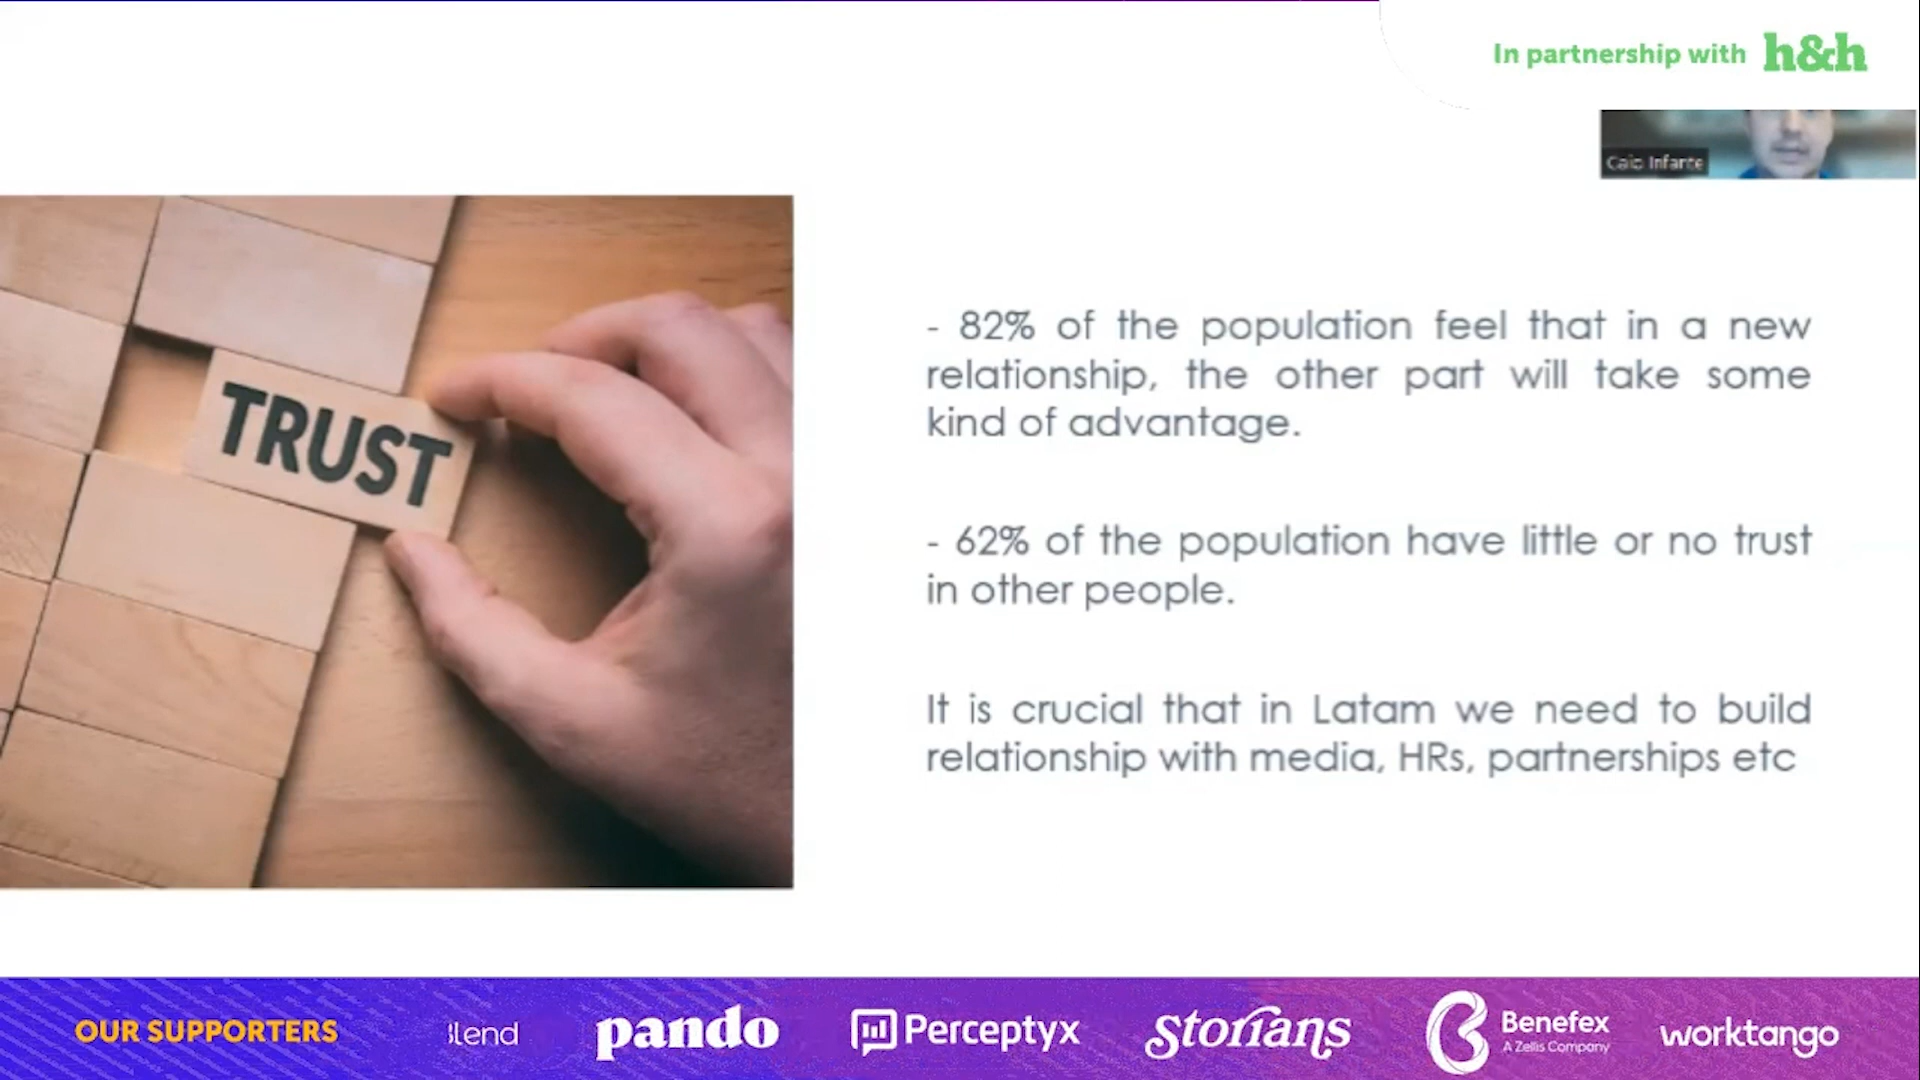 In partnership with h&h
Caio Infante
TRUST
- 82% of the population feel that in a new
relationship, the other part will take some
kind of advantage.
- 62% of the population have little or no trust
in other people.
It is crucial that in Latam we need to build
relationship with media, HRs, partnerships etc
OUR SUPPORTERS
lend
pando
Perceptyx
Storians
Benefex
A Zellis Company
worktango